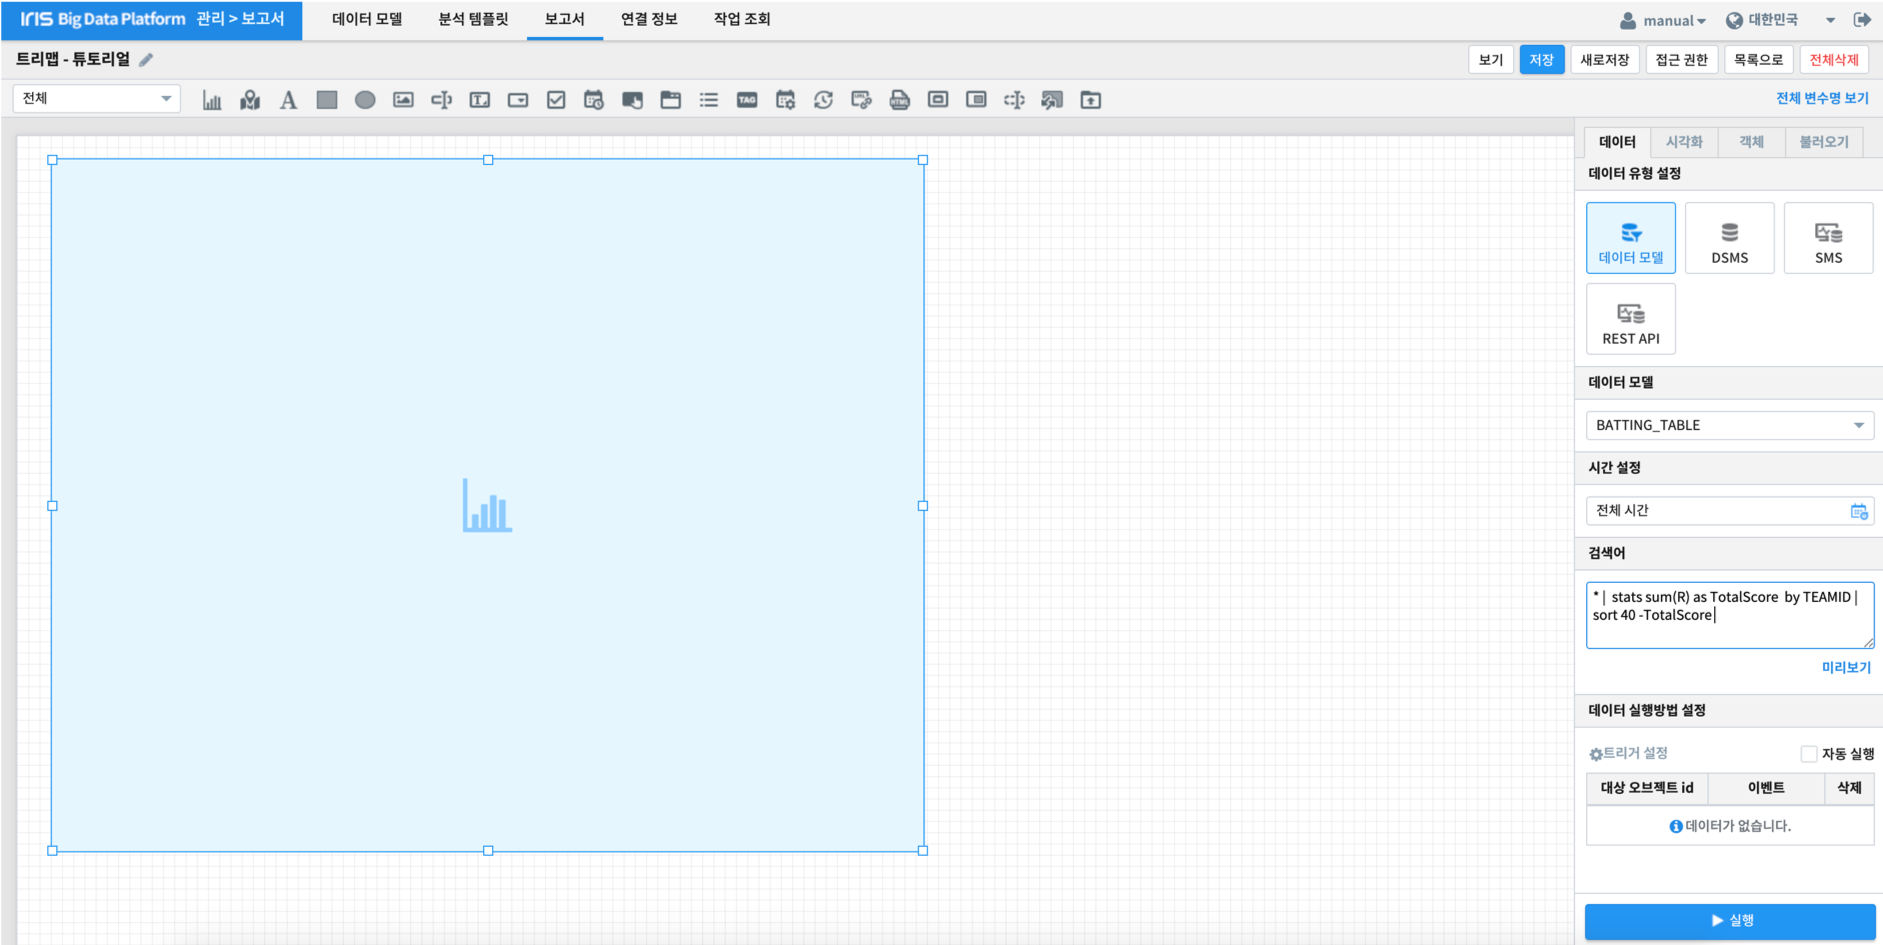 IRIS Big Data Platform 관리 > 보고서 데이터 모델 분석 템플릿 보고서 연결 정보 작업 조회 manual 대한민국
트리맵 - 튜토리얼 보기 저장 새로저장 접근 권한 목록으로 전체삭제
전체 A T TAG URL HTML 전체 변수명 보기
데이터 시각화 객체 불러오기
데이터 유형 설정
데이터 모델 DSMS SMS
REST API
데이터 모델
BATTING_TABLE
시간 설정
전체 시간
검색어
* | stats sum(R) as TotalScore by TEAMID |
sort 40 -TotalScore
미리보기
데이터 실행방법 설정
트리거 설정 자동 실행
대상 오브젝트 id 이벤트 삭제
데이터가 없습니다.
실행